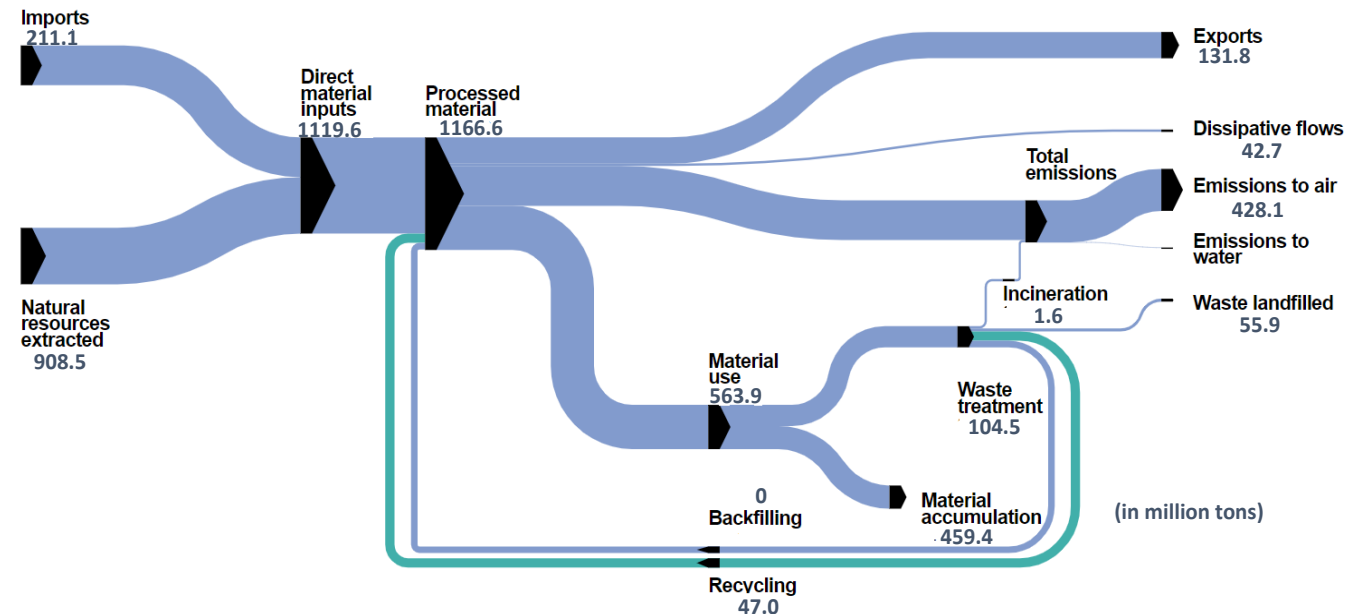 Imports
211.1
Direct
material
inputs
1119.6
Processed
material
1166.6
Exports
131.8
Dissipative flows
42.7
Total
emissions
Emissions to air
428.1
Emissions to
water
Natural
resources
extracted
908.5
Incineration
1.6
Waste landfilled
55.9
Material
use
563.9
Waste
treatment
104.5
0
Backfilling
Material
accumulation
459.4
(in million tons)
Recycling
47.0